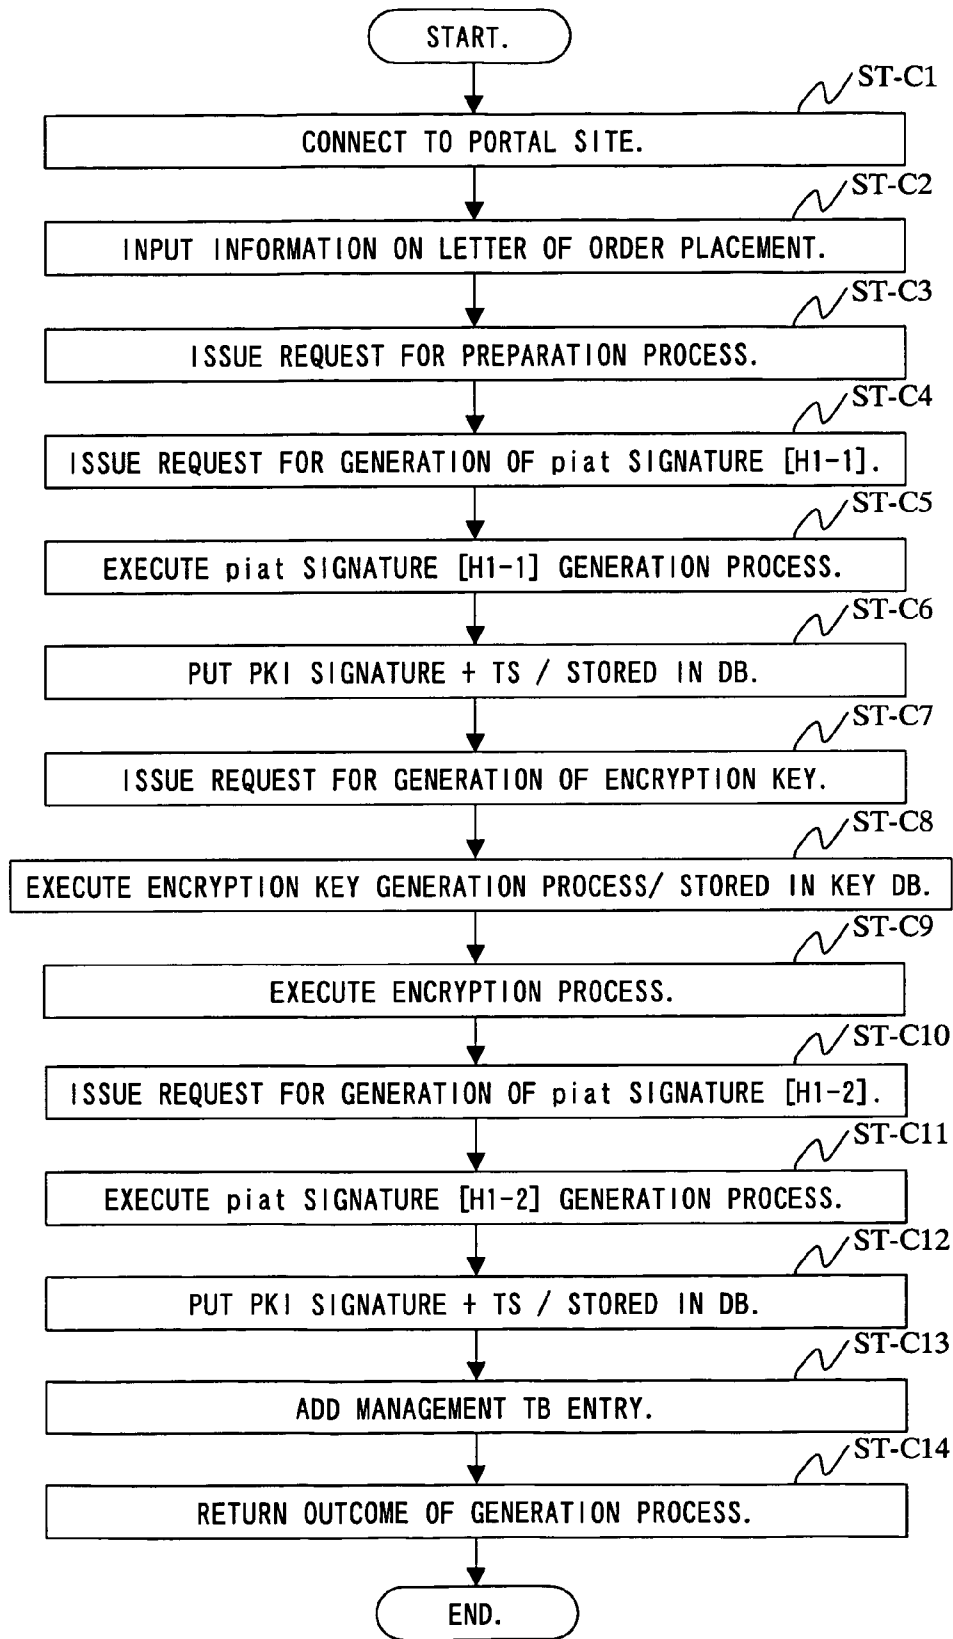 START.
ST-C1
CONNECT TO PORTAL SITE.
ST-C2
INPUT INFORMATION ON LETTER OF ORDER PLACEMENT.
ST-C3
ISSUE REQUEST FOR PREPARATION PROCESS.
ST-C4
ISSUE REQUEST FOR GENERATION OF piat SIGNATURE [H1-1].
ST-C5
EXECUTE piat SIGNATURE [H1-1] GENERATION PROCESS.
ST-C6
PUT PKI SIGNATURE + TS / STORED IN DB.
ST-C7
ISSUE REQUEST FOR GENERATION OF ENCRYPTION KEY.
ST-C8
EXECUTE ENCRYPTION KEY GENERATION PROCESS/ STORED IN KEY DB.
ST-C9
EXECUTE ENCRYPTION PROCESS.
ST-C10
ISSUE REQUEST FOR GENERATION OF piat SIGNATURE [H1-2].
ST-C11
EXECUTE piat SIGNATURE [H1-2] GENERATION PROCESS.
ST-C12
PUT PKI SIGNATURE + TS / STORED IN DB.
ST-C13
ADD MANAGEMENT TB ENTRY.
ST-C14
RETURN OUTCOME OF GENERATION PROCESS.
END.